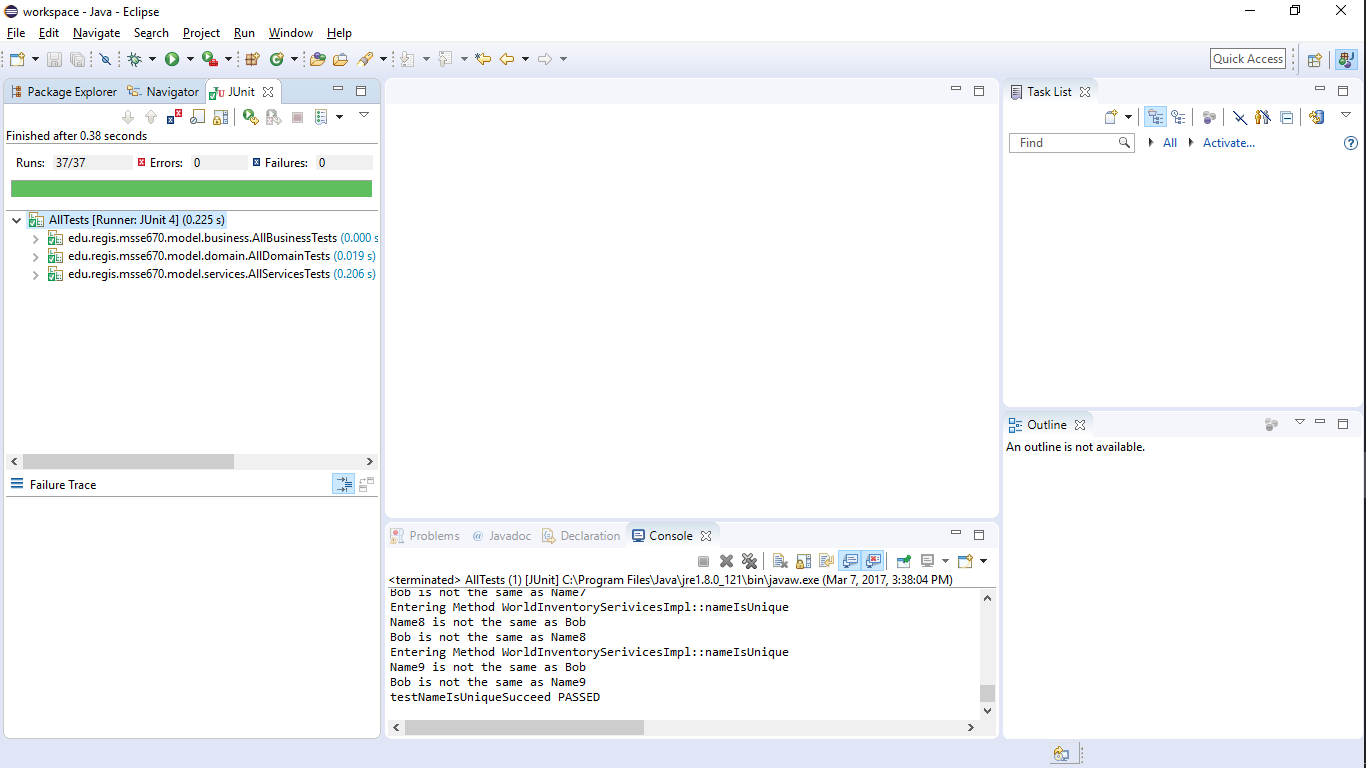 workspace - Java - Eclipse
File Edit Navigate Search Project Run Window Help
Quick Access
Package Explorer Navigator JUnit
Finished after 0.38 seconds
Runs: 37/37 Errors: 0 Failures: 0
AllTests [Runner: JUnit 4] (0.225 s)
edu.regis.msse670.model.business.AllBusinessTests (0.000 s
edu.regis.msse670.model.domain.AllDomainTests (0.019 s)
edu.regis.msse670.model.services.AllServicesTests (0.206 s)
Failure Trace
Problems @ Javadoc Declaration Console
<terminated> AllTests (1) [JUnit] C:\Program Files\Java\jre1.8.0_121\bin\javaw.exe (Mar 7, 2017, 3:38:04 PM)
Bob is not the same as Name7
Entering Method WorldInventorySerivicesImpl::nameIsUnique
Name8 is not the same as Bob
Bob is not the same as Name8
Entering Method WorldInventorySerivicesImpl::nameIsUnique
Name9 is not the same as Bob
Bob is not the same as Name9
testNameIsUniqueSucceed PASSED
Task List
Find All Activate...
Outline
An outline is not available.